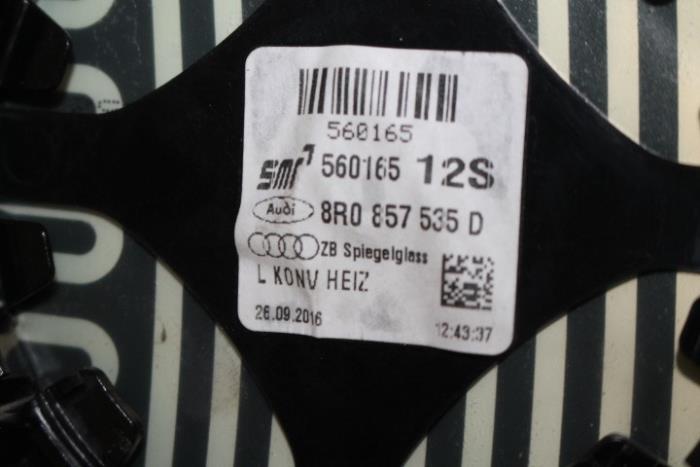 560165
smr 560165 12S
Audi 8R0 857 535 D
ZB Spiegelglass
L KONV HEIZ
26.09.2016 12:43:37